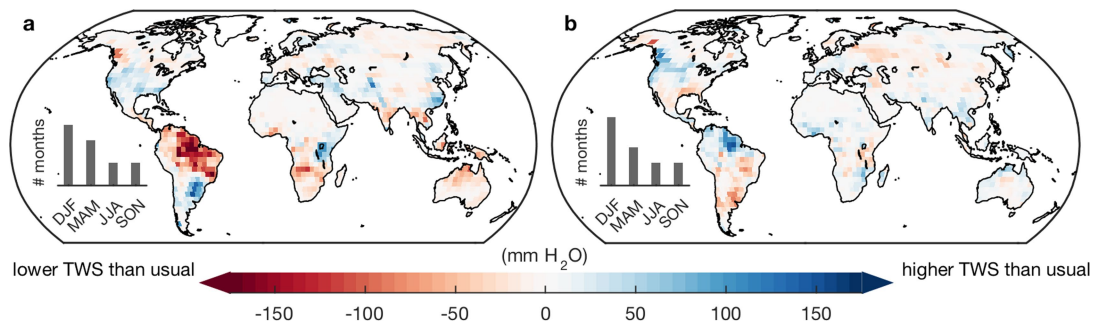 a
b
# months
DJF
MAM
JJA
SON
# months
DJF
MAM
JJA
SON
(mm H2O)
lower TWS than usual
higher TWS than usual
-150 -100 -50 0 50 100 150